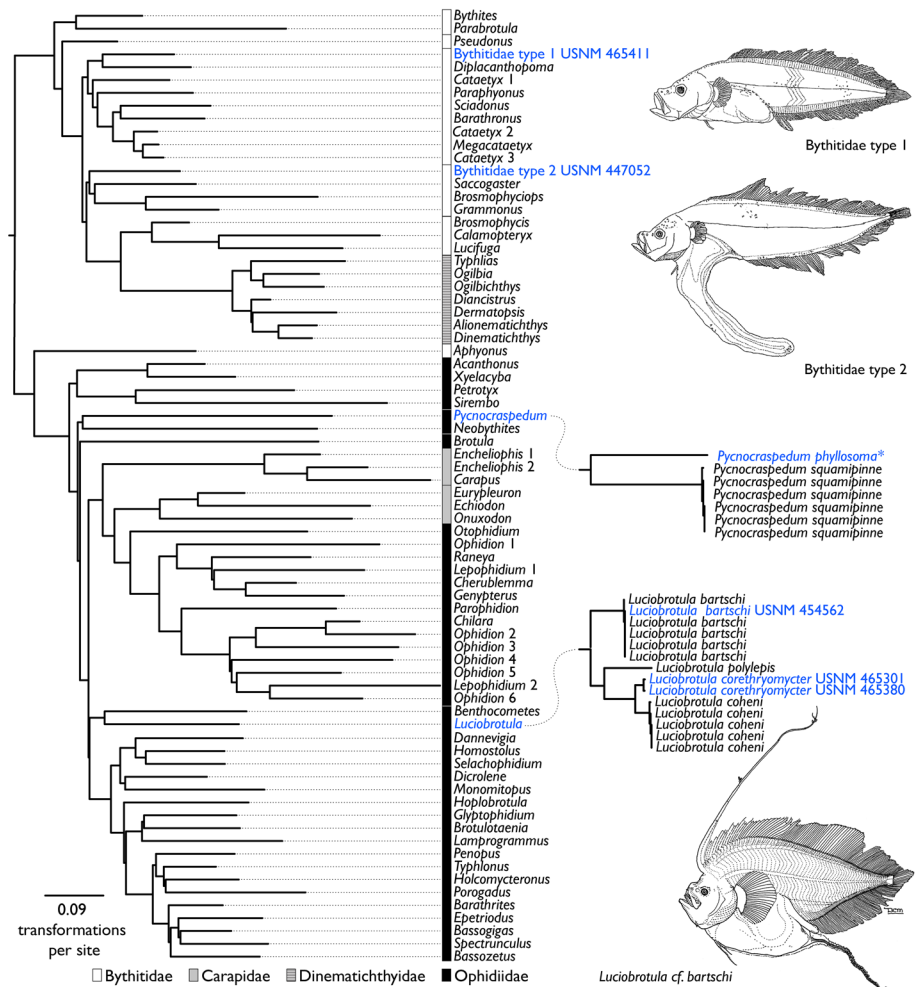 Bythites
Parabrotula
Pseudonus
Bythitidae type 1 USNM 465411
Diplacanthopoma
Cataetyx 1
Paraphyonus
Sciadonus
Barathronus
Cataetyx 2
Megacataetyx
Cataetyx 3
Bythitidae type 2 USNM 447052
Saccogaster
Brosmophyciops
Grammonus
Brosmophycis
Calamopteryx
Lucifuga
Typhlias
Ogilbia
Ogilbichthys
Diancistrus
Dermatopsis
Alionematichthys
Dinematichthys
Aphyonus
Acanthonus
Xyelacyba
Petrotyx
Sirembo
Pycnocraspedum
Neobythites
Brotula
Encheliophis 1
Encheliophis 2
Carapus
Eurypleuron
Echiodon
Onuxodon
Otophidium
Ophidion 1
Raneya
Lepophidium 1
Cherublemma
Genypterus
Parophidion
Chilara
Ophidion 2
Ophidion 3
Ophidion 4
Ophidion 5
Lepophidium 2
Ophidion 6
Benthocometes
Luciobrotula
Dannevigia
Homostolus
Selachophidium
Dicrolene
Monomitopus
Hoplobrotula
Glyptophidium
Brotulotaenia
Lamprogrammus
Penopus
Typhlonus
Holcomycteronus
Porogadus
Barathrites
Epetriodus
Bassogigas
Spectrunculus
Bassozetus
0.09
transformations
per site
Bythitidae Carapidae Dinematichthyidae Ophidiidae
Bythitidae type 1
Bythitidae type 2
Pycnocraspedum phyllosoma*
Pycnocraspedum squamipinne
Pycnocraspedum squamipinne
Pycnocraspedum squamipinne
Pycnocraspedum squamipinne
Pycnocraspedum squamipinne
Pycnocraspedum squamipinne
Luciobrotula bartschi
Luciobrotula bartschi USNM 454562
Luciobrotula bartschi
Luciobrotula bartschi
Luciobrotula bartschi
Luciobrotula bartschi
Luciobrotula polylepis
Luciobrotula corethryomycter USNM 465301
Luciobrotula corethryomycter USNM 465380
Luciobrotula coheni
Luciobrotula coheni
Luciobrotula coheni
Luciobrotula coheni
Luciobrotula coheni
Luciobrotula cf. bartschi